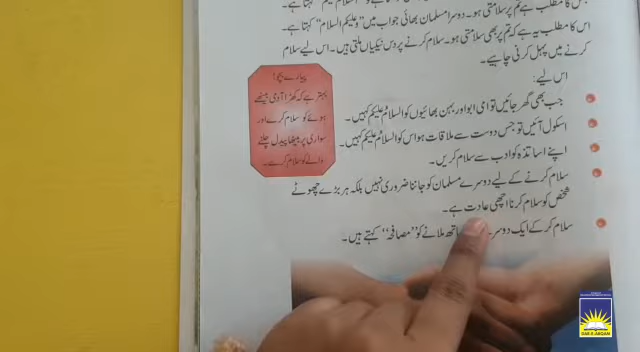 کا مطلب ہے تم پر سلامتی ہو۔ دوسرا مسلمان بھائی جواب میں ”وعلیکم السلام“ کہتا ہے۔
اس کا مطلب یہ ہے کہ تم پر بھی سلامتی ہو۔ سلام کرنے پر دس نیکیاں ملتی ہیں۔ اس لیے سلام
کرنے میں پہل کرنی چاہیے۔
اس لیے:
جب بھی گھر جائیں تو امی ابو اور بہن بھائیوں کو السلام علیکم کہیں۔
اسکول آئیں تو جس دوست سے ملاقات ہو اس کو السلام علیکم کہیں۔
اپنے اساتذہ کو ادب سے سلام کریں۔
سلام کرنے کے لیے دوسرے مسلمان کو جاننا ضروری نہیں بلکہ ہر بڑے چھوٹے
شخص کو سلام کرنا اچھی عادت ہے۔
سلام کر کے ایک دوسرے ہاتھ ملانے کو ”مصافحہ“ کہتے ہیں۔
پیارے بچو!
بہتر ہے کہ کھڑا آدمی بیٹھے
ہوئے کو سلام کرے اور
سواری پر بیٹھا پیدل چلنے
والے کو سلام کرے۔
DAR-E-ARQAM